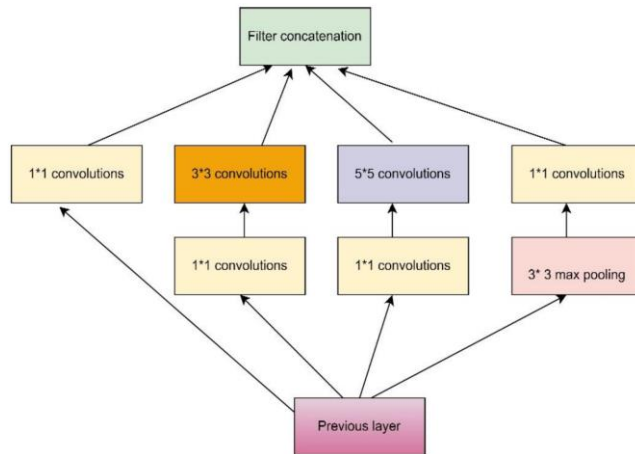 Filter concatenation
1*1 convolutions
3*3 convolutions
5*5 convolutions
1*1 convolutions
1*1 convolutions
1*1 convolutions
3* 3 max pooling
Previous layer